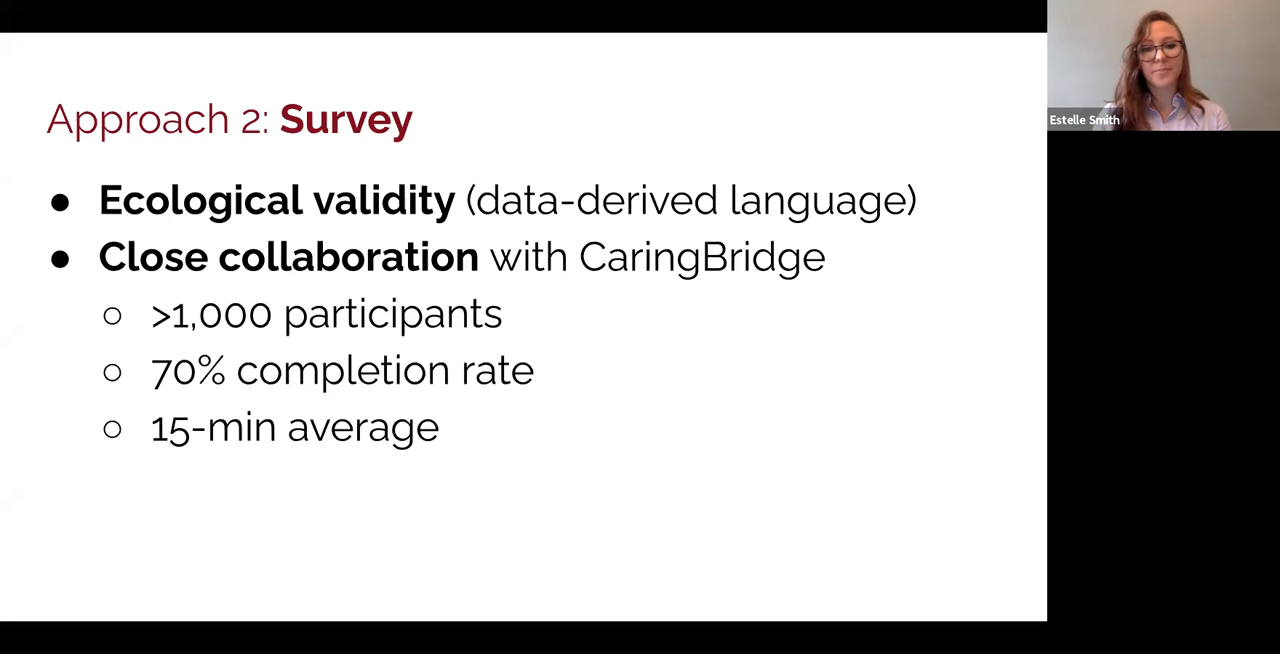 Approach 2: Survey
● Ecological validity (data-derived language)
● Close collaboration with CaringBridge
○ >1,000 participants
○ 70% completion rate
○ 15-min average
Estelle Smith